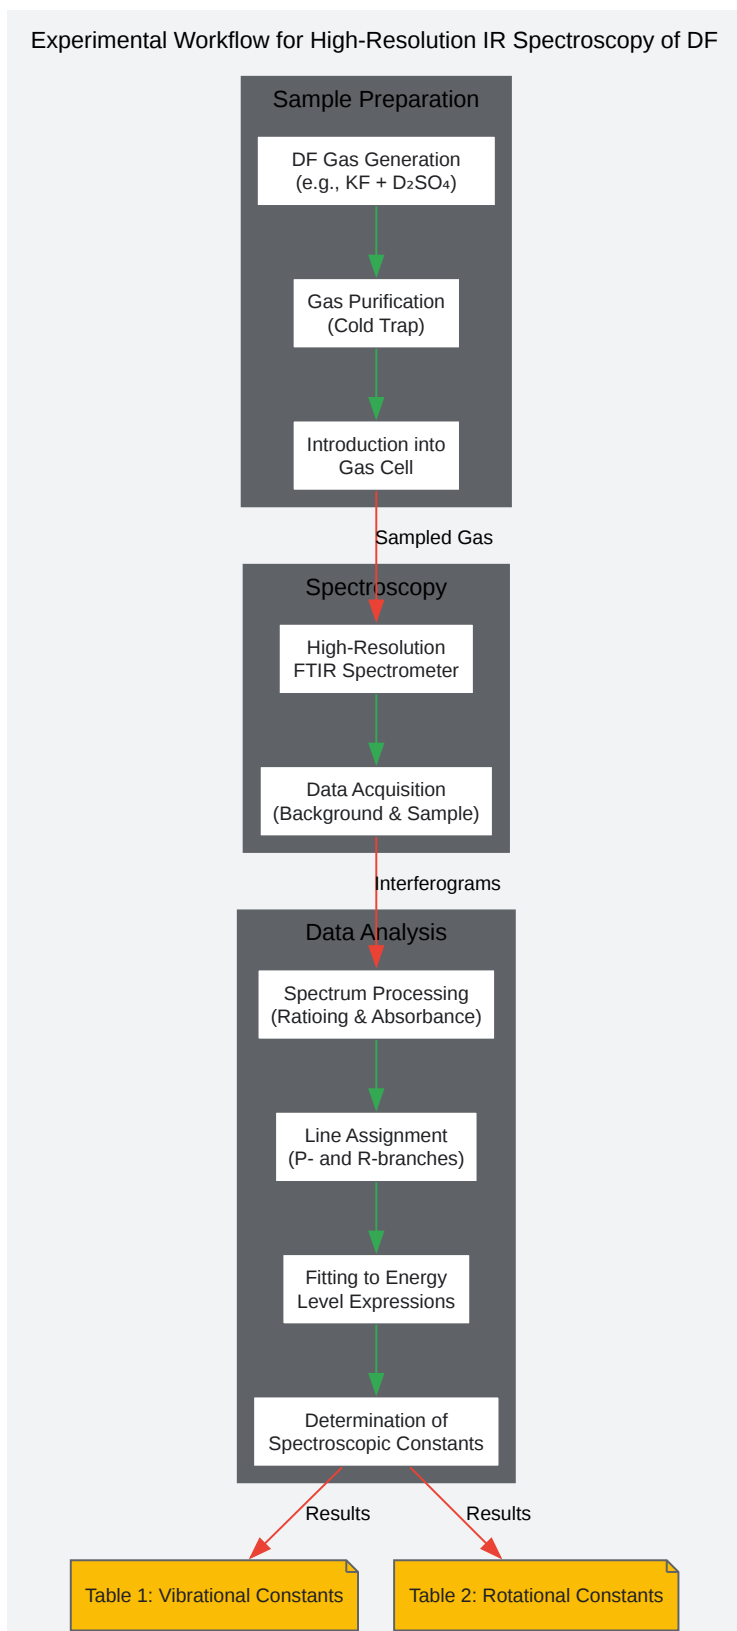 Experimental Workflow for High-Resolution IR Spectroscopy of DF
Sample Preparation
DF Gas Generation
(e.g., KF + D₂SO₄)
Gas Purification
(Cold Trap)
Introduction into
Gas Cell
Sampled Gas
Spectroscopy
High-Resolution
FTIR Spectrometer
Data Acquisition
(Background & Sample)
Interferograms
Data Analysis
Spectrum Processing
(Ratioing & Absorbance)
Line Assignment
(P- and R-branches)
Fitting to Energy
Level Expressions
Determination of
Spectroscopic Constants
Results
Results
Table 1: Vibrational Constants
Table 2: Rotational Constants